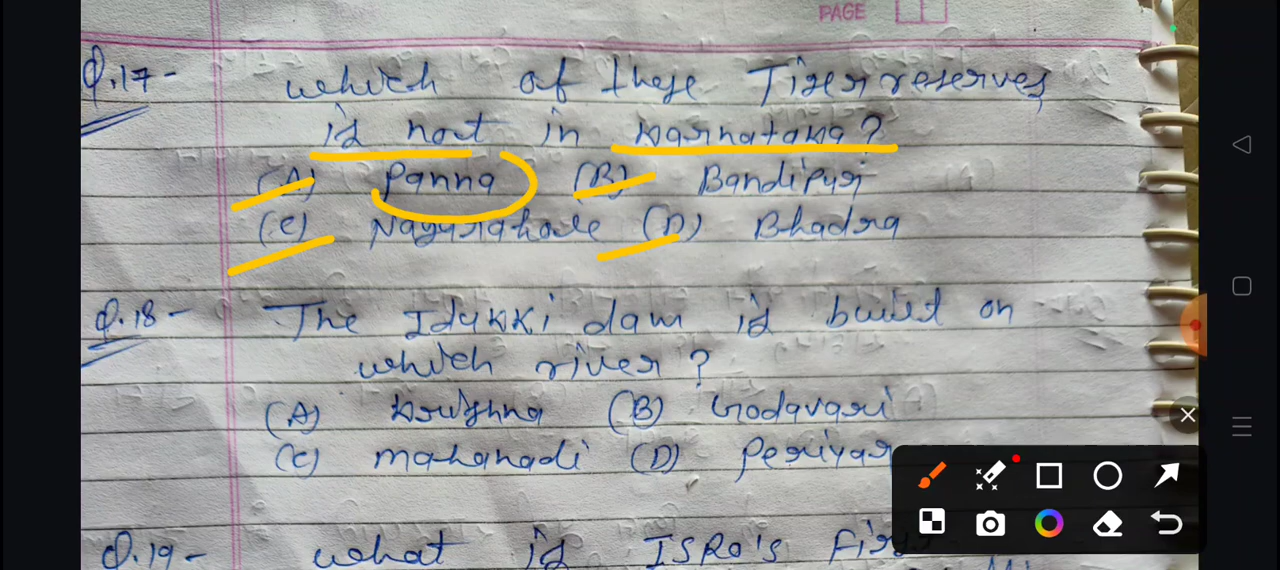 PAGE
Q.17- which of these Tiger reserves
is not in Karnataka?
(A) Panna (B) Bandipur
(C) Nagarahole (D) Bhadra
Q.18- The Idukki dam is built on
which river?
(A) Krishna (B) Godavari
(C) Mahanadi (D) Periyar
Q.19- what is ISRO's